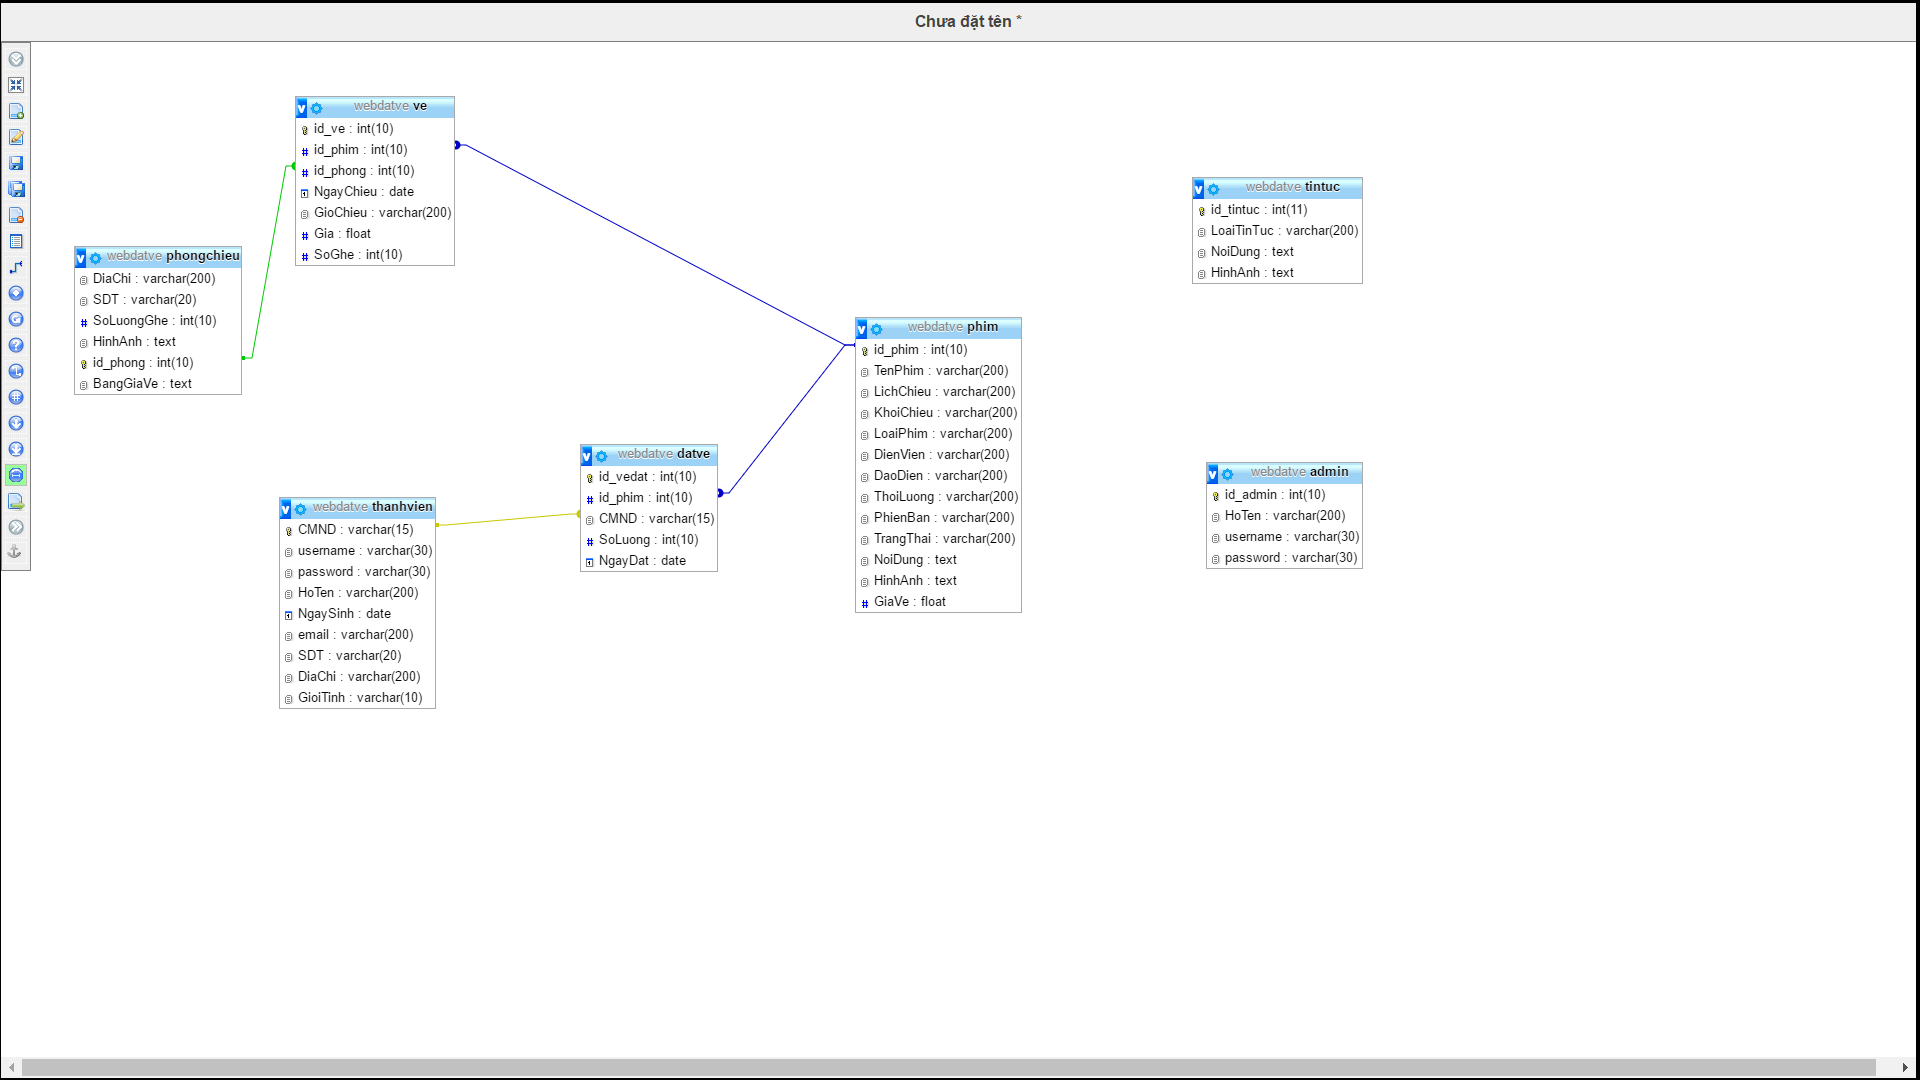 Chưa đặt tên *
webdatve ve
id_ve : int(10)
id_phim : int(10)
id_phong : int(10)
NgayChieu : date
GioChieu : varchar(200)
Gia : float
SoGhe : int(10)
webdatve phongchieu
DiaChi : varchar(200)
SDT : varchar(20)
SoLuongGhe : int(10)
HinhAnh : text
id_phong : int(10)
BangGiaVe : text
webdatve thanhvien
CMND : varchar(15)
username : varchar(30)
password : varchar(30)
HoTen : varchar(200)
NgaySinh : date
email : varchar(200)
SDT : varchar(20)
DiaChi : varchar(200)
GioiTinh : varchar(10)
webdatve datve
id_vedat : int(10)
id_phim : int(10)
CMND : varchar(15)
SoLuong : int(10)
NgayDat : date
webdatve phim
id_phim : int(10)
TenPhim : varchar(200)
LichChieu : varchar(200)
KhoiChieu : varchar(200)
LoaiPhim : varchar(200)
DienVien : varchar(200)
DaoDien : varchar(200)
ThoiLuong : varchar(200)
PhienBan : varchar(200)
TrangThai : varchar(200)
NoiDung : text
HinhAnh : text
GiaVe : float
webdatve tintuc
id_tintuc : int(11)
LoaiTinTuc : varchar(200)
NoiDung : text
HinhAnh : text
webdatve admin
id_admin : int(10)
HoTen : varchar(200)
username : varchar(30)
password : varchar(30)